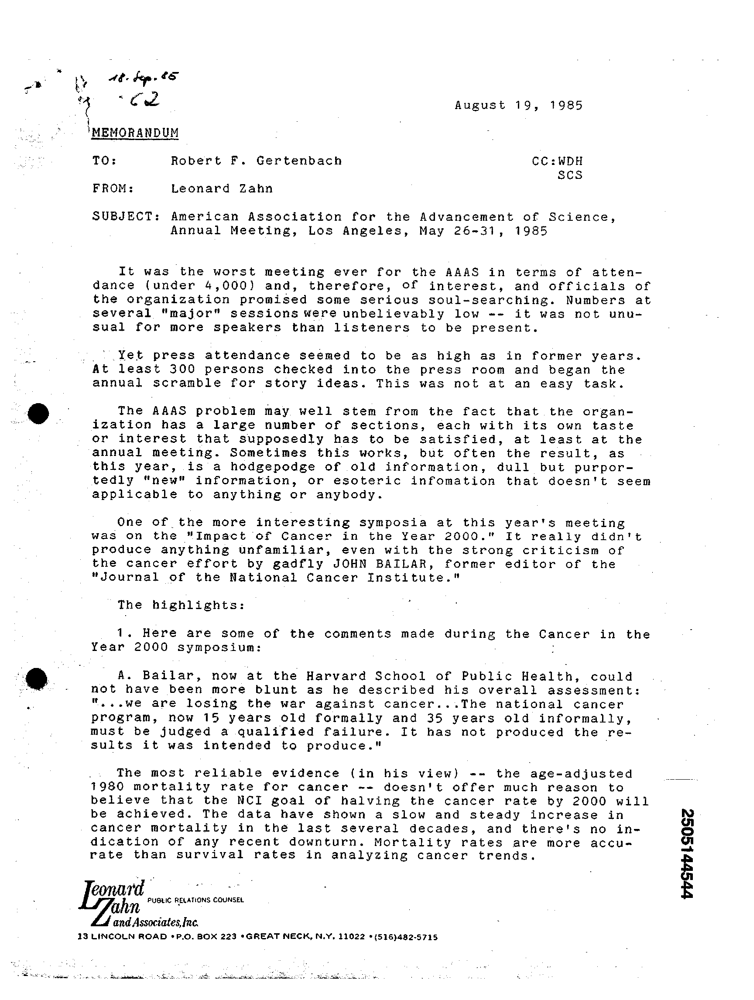 18. Sep. 85
C2
August 19, 1985
MEMORANDUM
TO: Robert F. Gertenbach CC:WDH
SCS
FROM: Leonard Zahn
SUBJECT: American Association for the Advancement of Science,
Annual Meeting, Los Angeles, May 26-31, 1985
It was the worst meeting ever for the AAAS in terms of atten-
dance (under 4,000) and, therefore, of interest, and officials of
the organization promised some serious soul-searching. Numbers at
several "major" sessions were unbelievably low -- it was not unu-
sual for more speakers than listeners to be present.
Yet press attendance seemed to be as high as in former years.
At least 300 persons checked into the press room and began the
annual scramble for story ideas. This was not at an easy task.
The AAAS problem may well stem from the fact that the organ-
ization has a large number of sections, each with its own taste
or interest that supposedly has to be satisfied, at least at the
annual meeting. Sometimes this works, but often the result, as
this year, is a hodgepodge of old information, dull but purpor-
tedly "new" information, or esoteric infomation that doesn't seem
applicable to anything or anybody.
One of the more interesting symposia at this year's meeting
was on the "Impact of Cancer in the Year 2000." It really didn't
produce anything unfamiliar, even with the strong criticism of
the cancer effort by gadfly JOHN BAILAR, former editor of the
"Journal of the National Cancer Institute."
The highlights:
1. Here are some of the comments made during the Cancer in the
Year 2000 symposium:
A. Bailar, now at the Harvard School of Public Health, could
not have been more blunt as he described his overall assessment:
"...we are losing the war against cancer...The national cancer
program, now 15 years old formally and 35 years old informally,
must be judged a qualified failure. It has not produced the re-
sults it was intended to produce."
The most reliable evidence (in his view) -- the age-adjusted
1980 mortality rate for cancer -- doesn't offer much reason to
believe that the NCI goal of halving the cancer rate by 2000 will
be achieved. The data have shown a slow and steady increase in
cancer mortality in the last several decades, and there's no in-
dication of any recent downturn. Mortality rates are more accu-
rate than survival rates in analyzing cancer trends.
2505144544
Leonard
Zahn PUBLIC RELATIONS COUNSEL
and Associates, Inc.
13 LINCOLN ROAD • P.O. BOX 223 • GREAT NECK, N.Y. 11022 • (516)482-5715